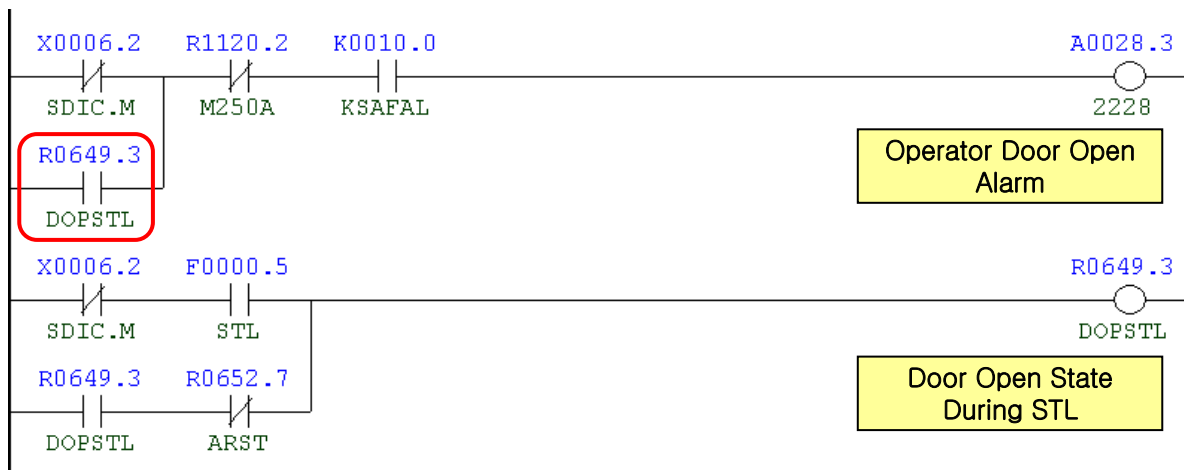 X0006.2 R1120.2 K0010.0 A0028.3
SDIC.M M250A KSAFAL 2228
R0649.3
DOPSTL
Operator Door Open
Alarm
X0006.2 F0000.5 R0649.3
SDIC.M STL DOPSTL
R0649.3 R0652.7
DOPSTL ARST
Door Open State
During STL